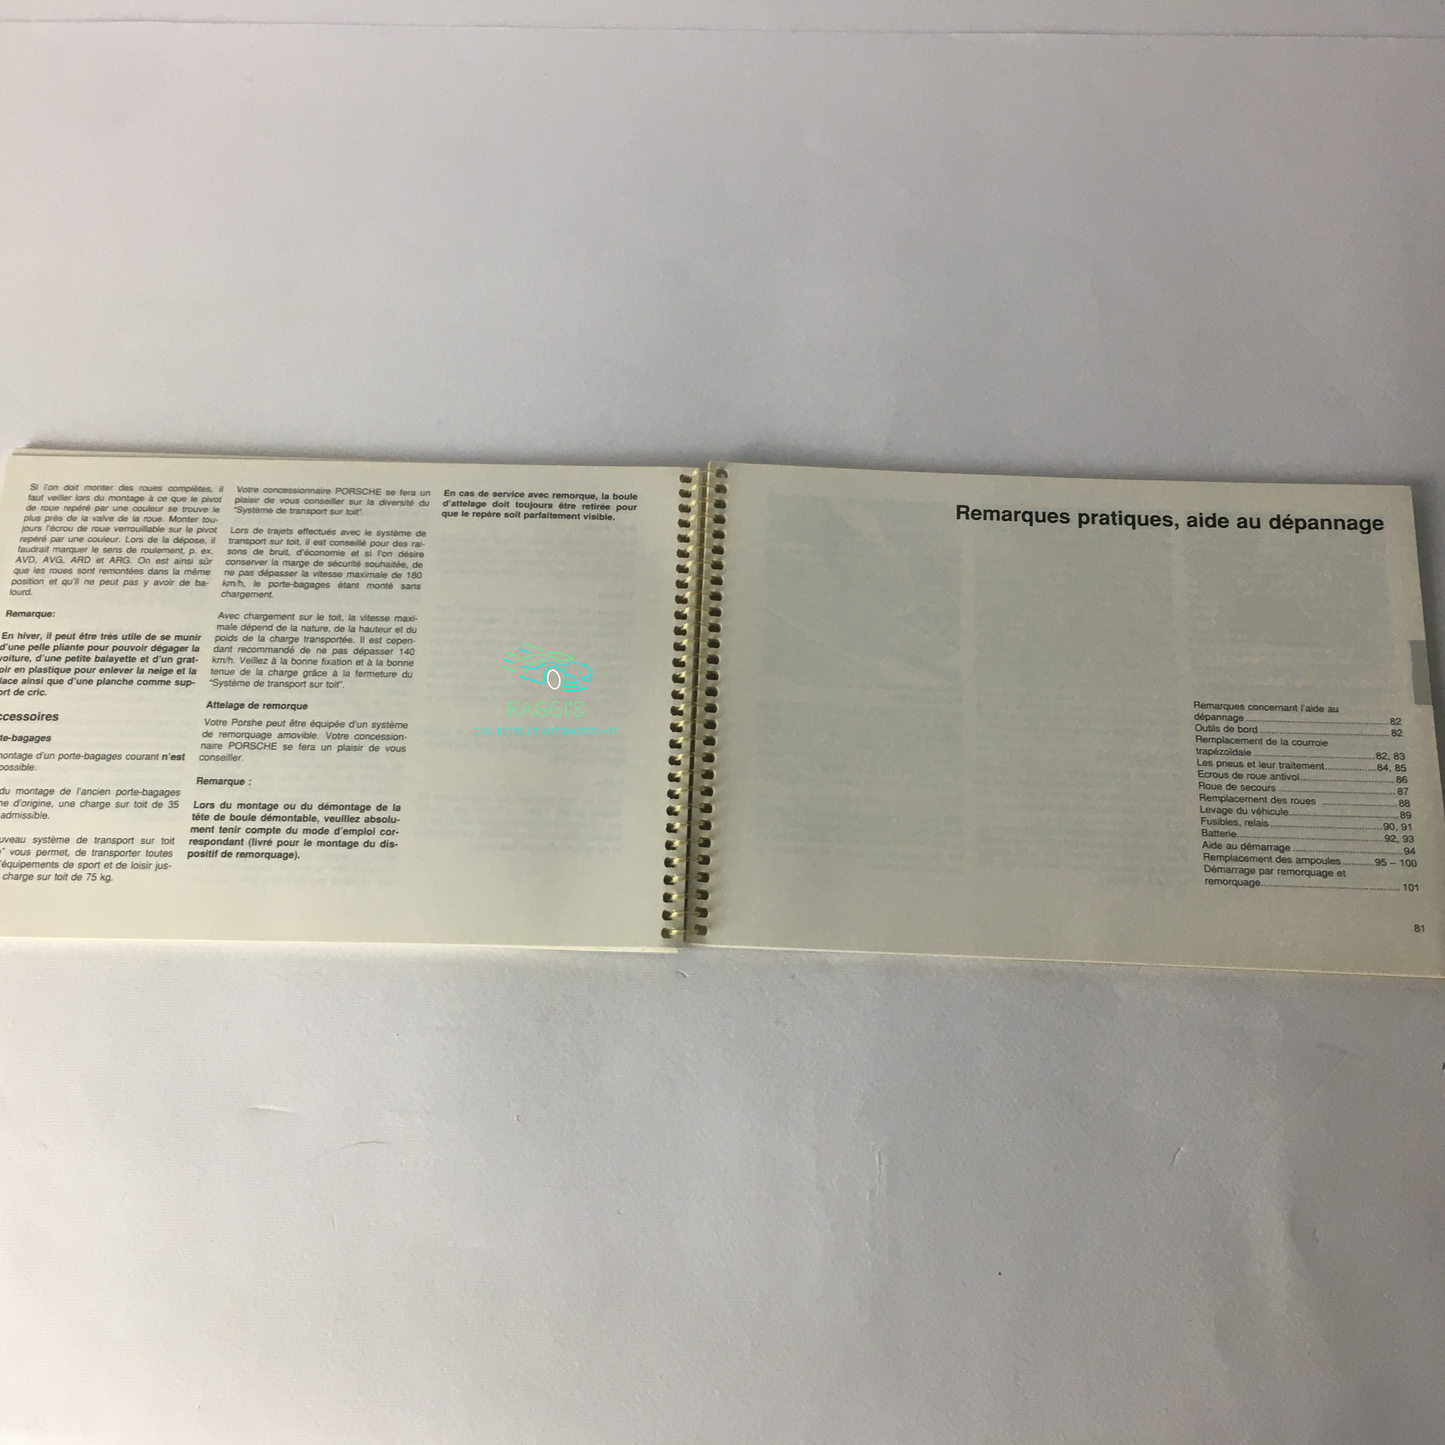 Si l'on doit monter des roues complètes, il
faut veiller lors du montage à ce que le pivot
de roue repéré par une couleur se trouve le
plus près de la valve de la roue. Monter tou-
jours l'écrou de roue verrouillable sur le pivot
repéré par une couleur. Lors de la dépose, il
faudrait marquer le sens de roulement, p. ex.
AVD, AVG, ARD et ARG. On est ainsi sûr
que les roues sont remontées dans la même
position et qu'il ne peut pas y avoir de ba-
lourd.
Remarque:
En hiver, il peut être très utile de se munir
d'une pelle pliante pour pouvoir dégager la
voiture, d'une petite balayette et d'un grat-
oir en plastique pour enlever la neige et la
lace ainsi que d'une planche comme sup-
ort de cric.
ccessoires
te-bagages
montage d'un porte-bagages courant n'est
possible.
du montage de l'ancien porte-bagages
ne d'origine, une charge sur toit de 35
admissible.
uveau système de transport sur toit
" vous permet, de transporter toutes
'équipements de sport et de loisir jus-
charge sur toit de 75 kg.
Votre concessionnaire PORSCHE se fera un
plaisir de vous conseiller sur la diversité du
"Système de transport sur toit".
Lors de trajets effectués avec le système de
transport sur toit, il est conseillé pour des rai-
sons de bruit, d'économie et si l'on désire
conserver la marge de sécurité souhaitée, de
ne pas dépasser la vitesse maximale de 180
km/h, le porte-bagages étant monté sans
chargement.
Avec chargement sur le toit, la vitesse maxi-
male dépend de la nature, de la hauteur et du
poids de la charge transportée. Il est cepen-
dant recommandé de ne pas dépasser 140
km/h. Veillez à la bonne fixation et à la bonne
tenue de la charge grâce à la fermeture du
"Système de transport sur toit".
Attelage de remorque
Votre Porshe peut être équipée d'un système
de remorquage amovible. Votre concession-
naire PORSCHE se fera un plaisir de vous
conseiller.
Remarque :
Lors du montage ou du démontage de la
tête de boule démontable, veuillez absolu-
ment tenir compte du mode d'emploi cor-
respondant (livré pour le montage du dis-
positif de remorquage).
En cas de service avec remorque, la boule
d'attelage doit toujours être retirée pour
que le repère soit parfaitement visible.
RAGGI'S
Remarques pratiques, aide au dépannage
Remarques concernant l'aide au
dépannage 82
Outils de bord 82
Remplacement de la courroie
trapézoïdale 82, 83
Les pneus et leur traitement 84, 85
Ecrous de roue antivol 86
Roue de secours 87
Remplacement des roues 88
Levage du véhicule 89
Fusibles, relais 90, 91
Batterie 92, 93
Aide au démarrage 94
Remplacement des ampoules 95 – 100
Démarrage par remorquage et
remorquage 101
81